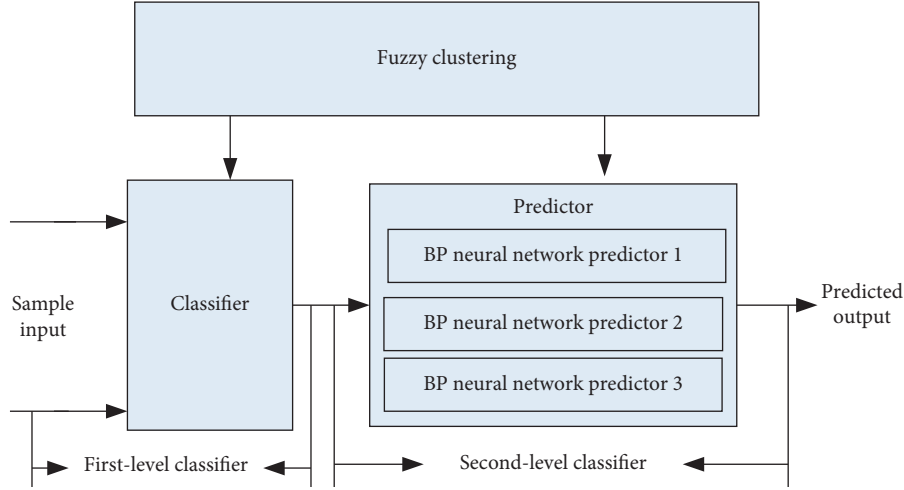 Fuzzy clustering
Predictor
BP neural network predictor 1
Sample
input
Classifier
BP neural network predictor 2
Predicted
output
BP neural network predictor 3
First-level classifier
Second-level classifier